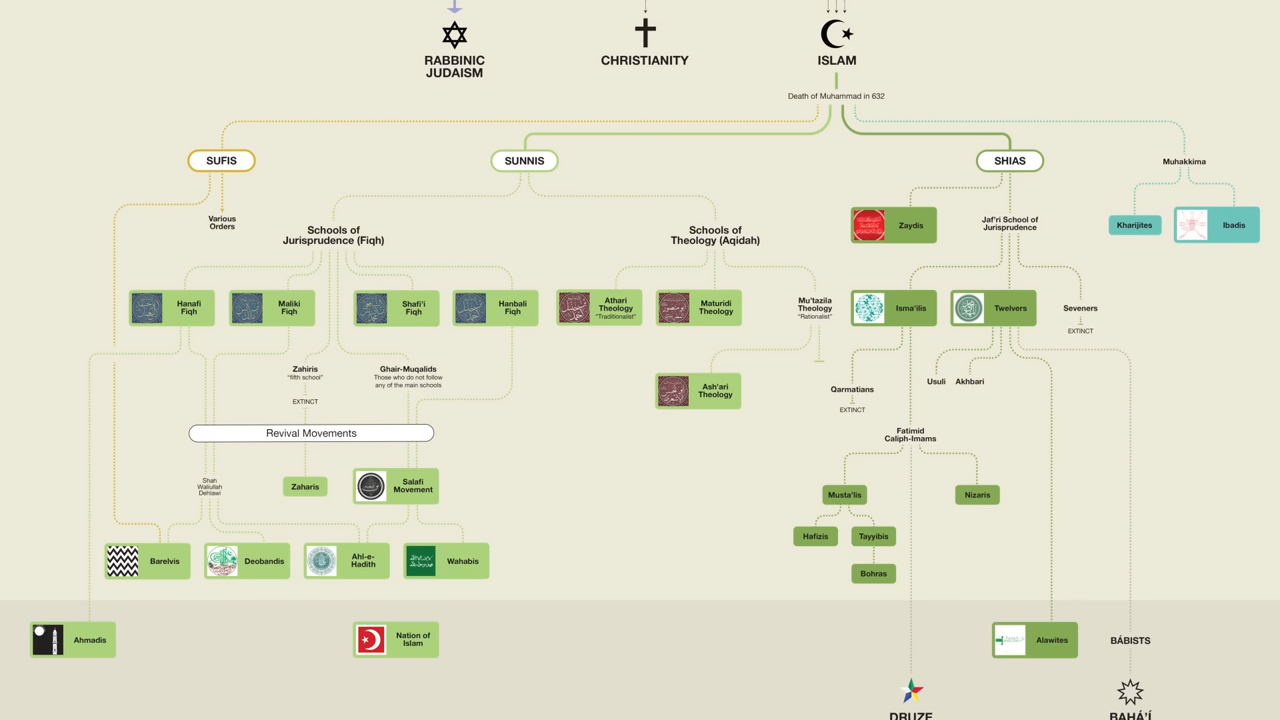 RABBINIC
JUDAISM
CHRISTIANITY
ISLAM
Death of Muhammad in 632
SUFIS
SUNNIS
SHIAS
Muhakkima
Various
Orders
Schools of
Jurisprudence (Fiqh)
Schools of
Theology (Aqidah)
Zaydis
Jaf'ri School of
Jurisprudence
Kharijites
Ibadis
Hanafi
Fiqh
Maliki
Fiqh
Shafi'i
Fiqh
Hanbali
Fiqh
Athari
Theology
"Traditionalist"
Maturidi
Theology
Mu'tazila
Theology
"Rationalist"
Isma'ilis
Twelvers
Seveners
EXTINCT
Zahiris
"fifth school"
EXTINCT
Ghair-Muqalids
Those who do not follow
any of the main schools
Ash'ari
Theology
Qarmatians
EXTINCT
Usuli
Akhbari
Revival Movements
Fatimid
Caliph-Imams
Shah
Waliullah
Dehlawi
Zaharis
Salafi
Movement
Musta'lis
Nizaris
Hafizis
Tayyibis
Bohras
Barelvis
Deobandis
Ahl-e-
Hadith
Wahabis
Ahmadis
Nation of
Islam
Alawites
BÁBISTS
DRUZE
BAHÁ'Í